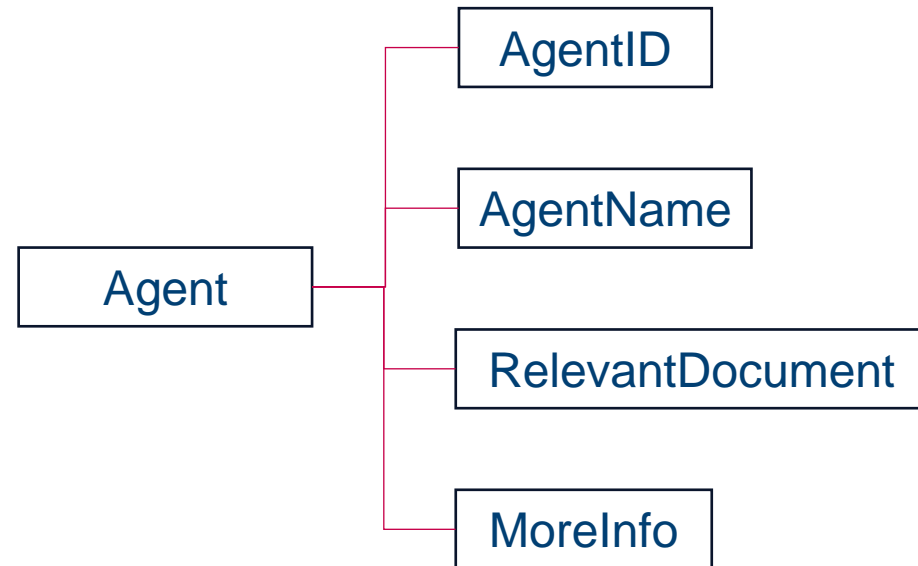 AgentID
AgentName
Agent
RelevantDocument
MoreInfo